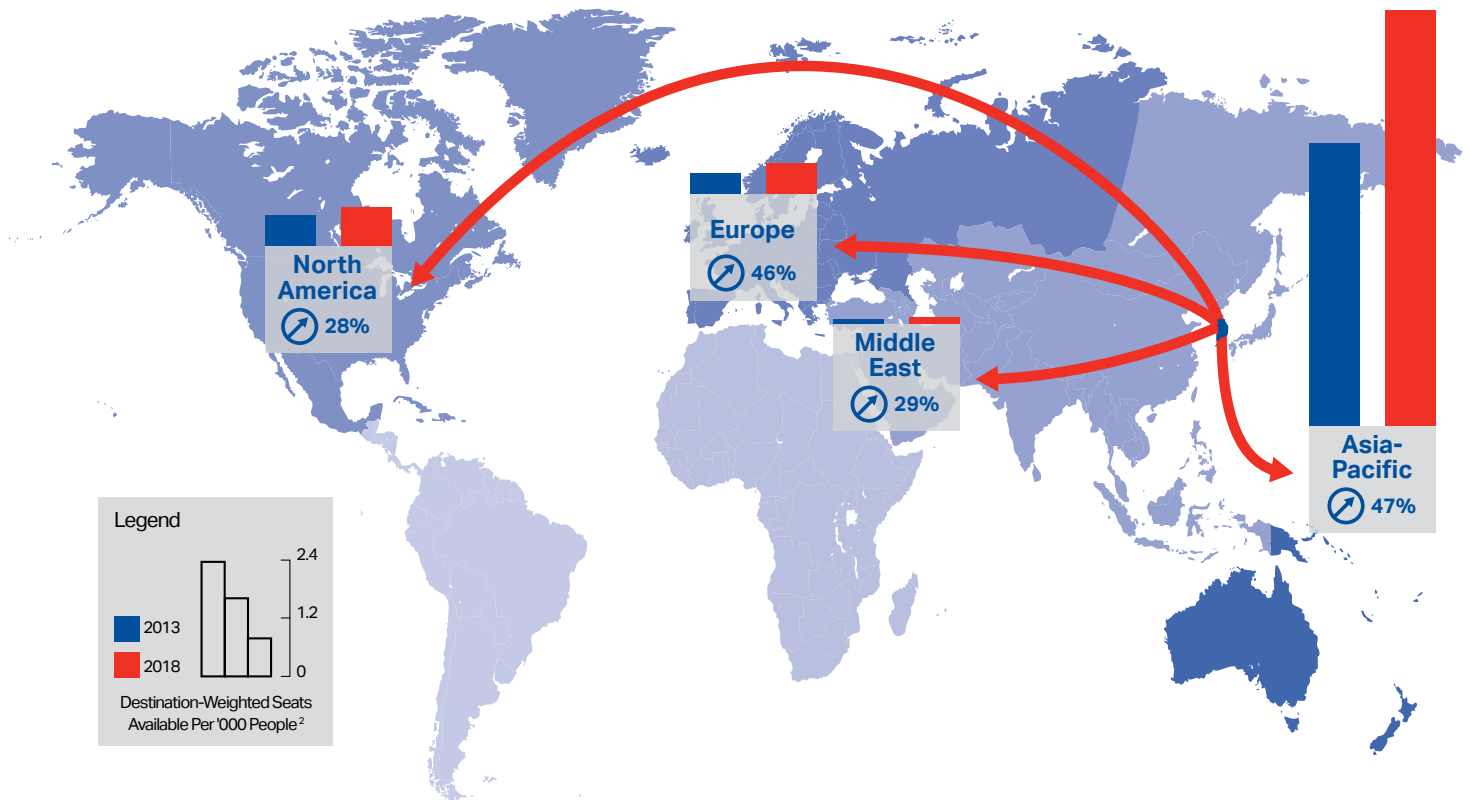 North
America
28%
Europe
46%
Middle
East
29%
Asia-
Pacific
47%
Legend
2.4
1.2
0
2013
2018
Destination-Weighted Seats
Available Per '000 People 2